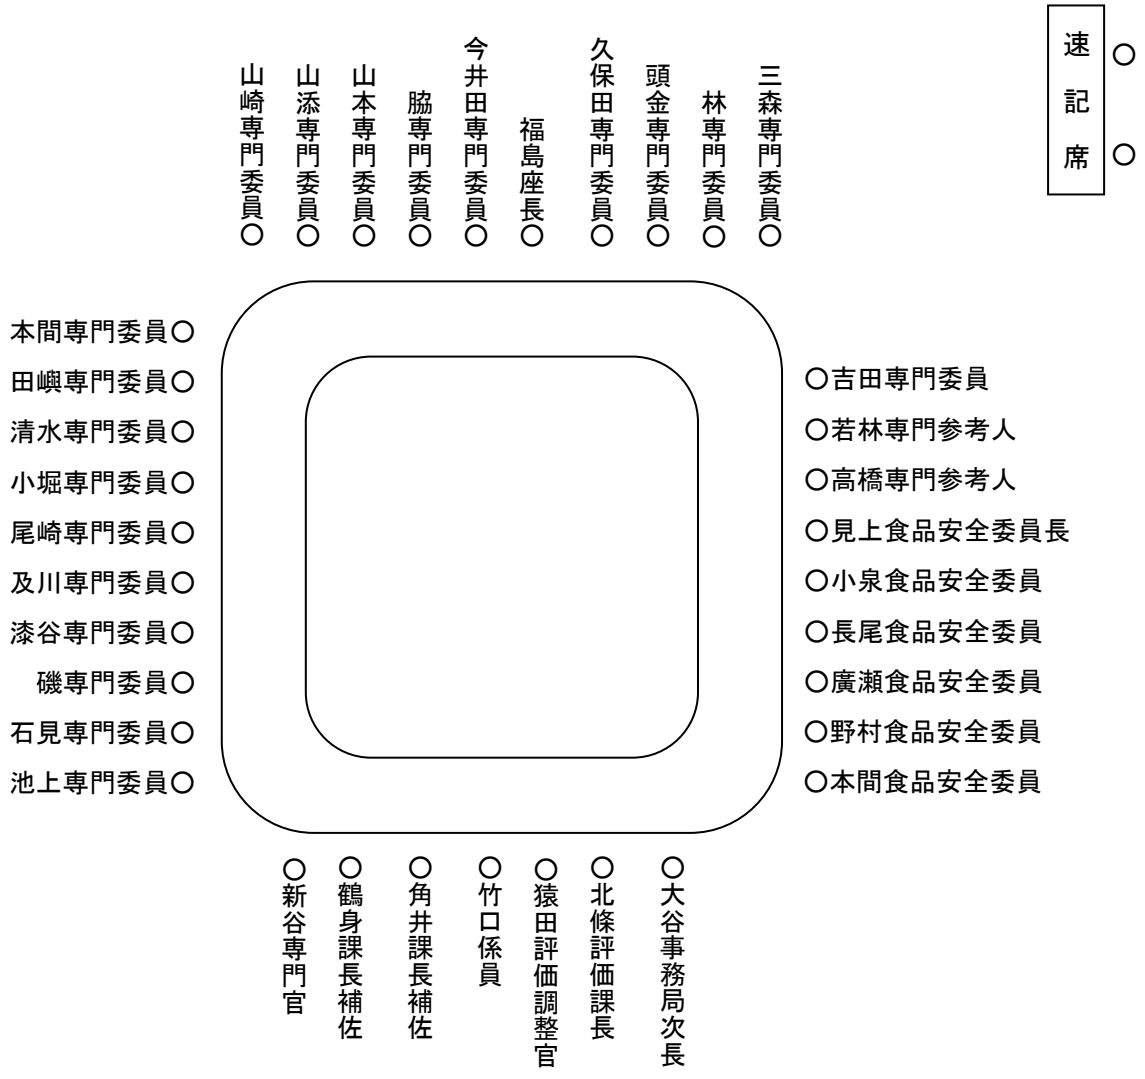 速記席
○
○
山崎専門委員○
山添専門委員○
山本専門委員○
脇専門委員○
今井田専門委員○
福島座長○
久保田専門委員○
頭金専門委員○
林専門委員○
三森専門委員○
本間専門委員○
田嶼専門委員○
清水専門委員○
小堀専門委員○
尾崎専門委員○
及川専門委員○
漆谷専門委員○
磯専門委員○
石見専門委員○
池上専門委員○
○吉田専門委員
○若林専門参考人
○高橋専門参考人
○見上食品安全委員長
○小泉食品安全委員
○長尾食品安全委員
○廣瀬食品安全委員
○野村食品安全委員
○本間食品安全委員
○新谷専門官
○鶴身課長補佐
○角井課長補佐
○竹口係員
○猿田評価調整官
○北條評価課長
○大谷事務局次長